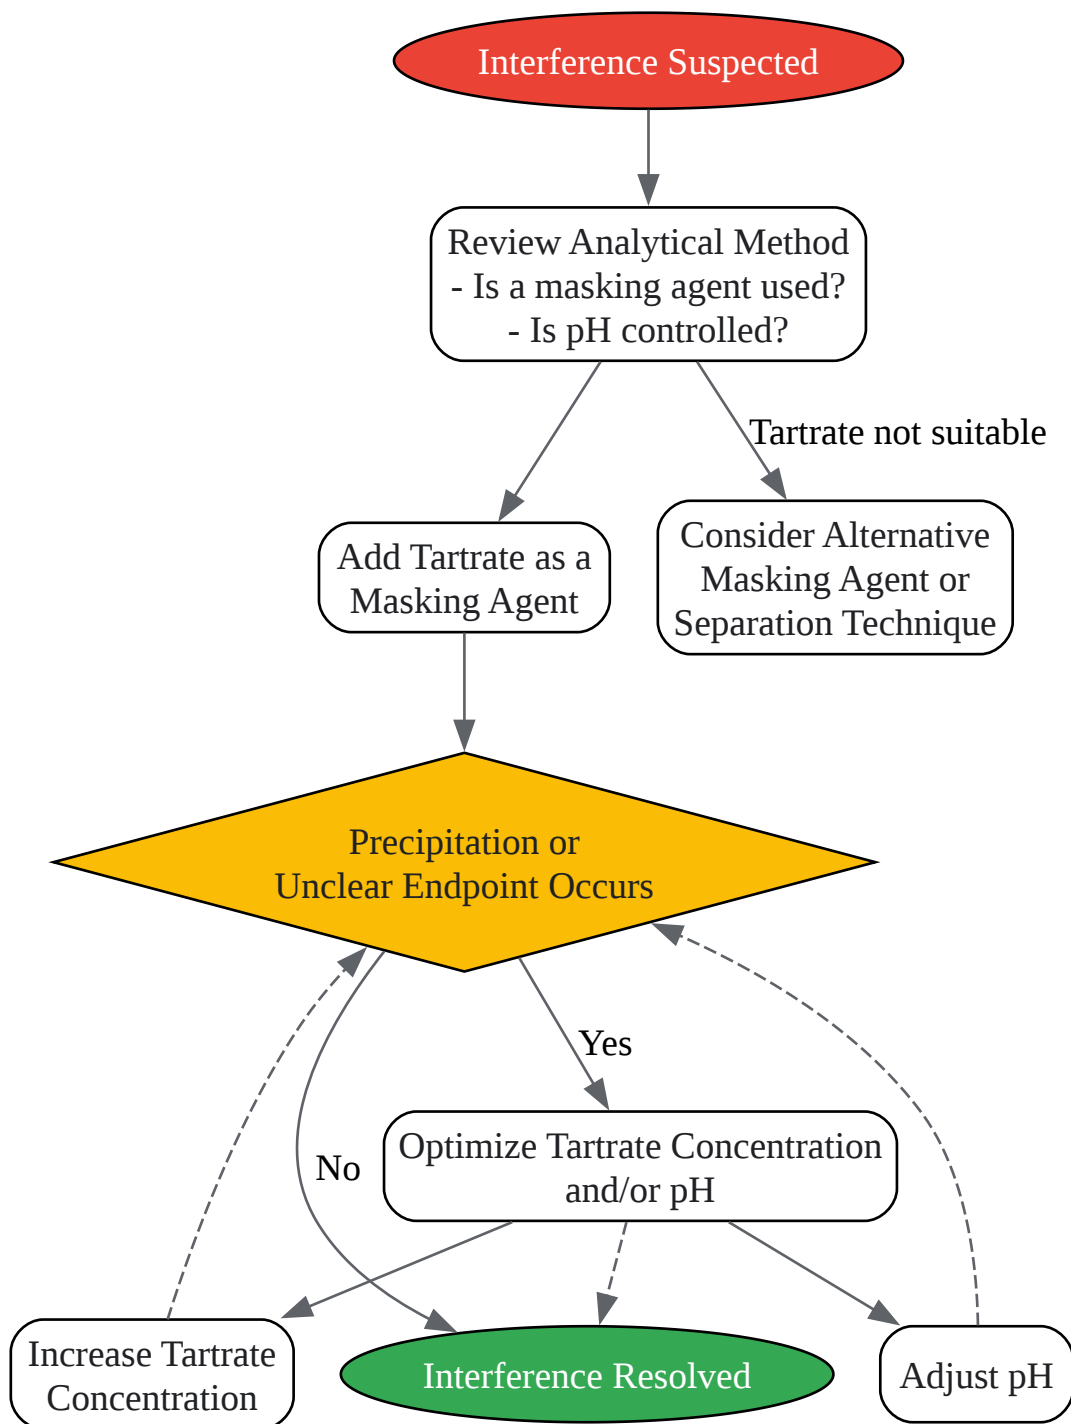 Interference Suspected
Review Analytical Method
- Is a masking agent used?
- Is pH controlled?
Tartrate not suitable
Add Tartrate as a
Masking Agent
Consider Alternative
Masking Agent or
Separation Technique
Precipitation or
Unclear Endpoint Occurs
Yes
No
Optimize Tartrate Concentration
and/or pH
Increase Tartrate
Concentration
Interference Resolved
Adjust pH